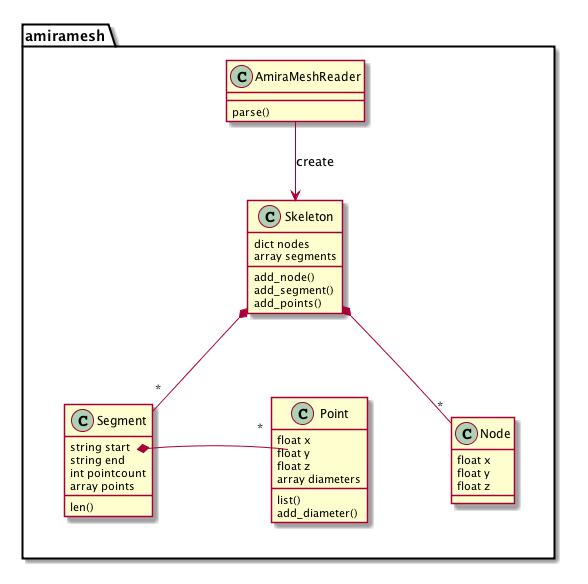 amiramesh
C AmiraMeshReader
parse()
create
C Skeleton
dict nodes
array segments
add_node()
add_segment()
add_points()
*
*
*
C Segment
string start
string end
int pointcount
array points
len()
C Point
float x
float y
float z
array diameters
list()
add_diameter()
C Node
float x
float y
float z